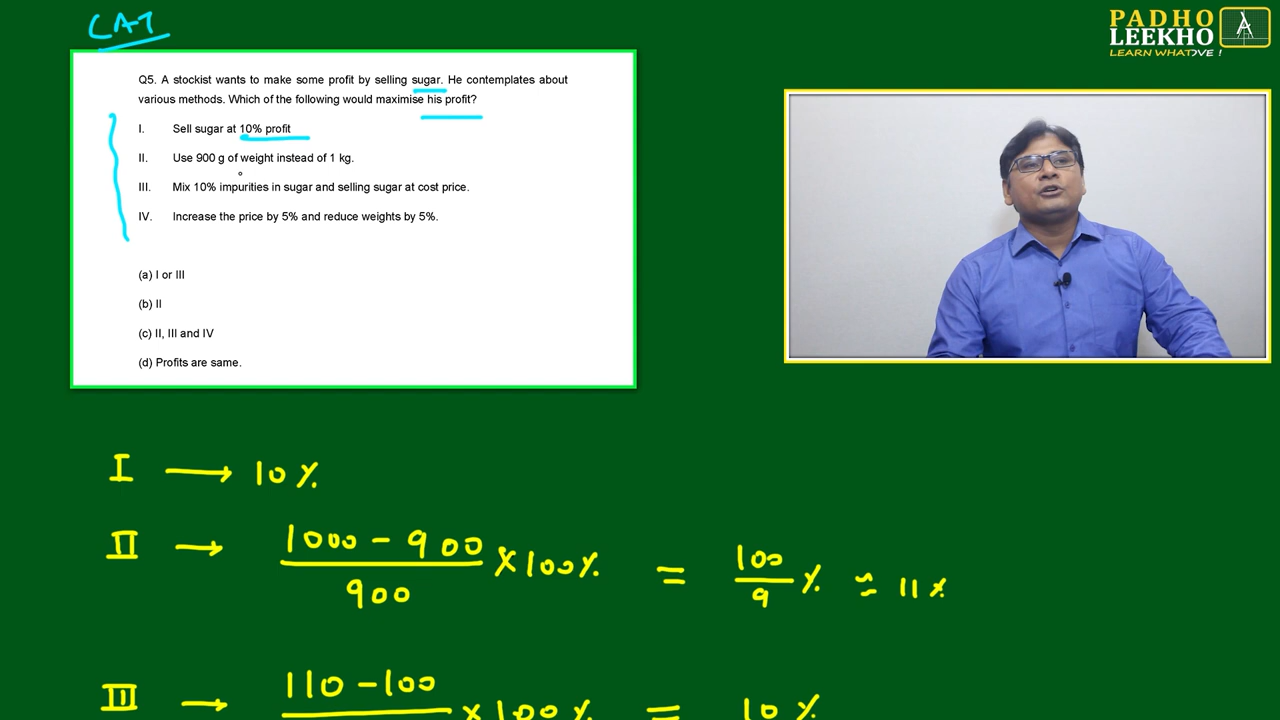 CAT
PADHO
LEEKHO
LEARN WHAT
VE !
Q5. A stockist wants to make some profit by selling sugar. He contemplates about
various methods. Which of the following would maximise his profit?
I. Sell sugar at 10% profit
II. Use 900 g of weight instead of 1 kg.
III. Mix 10% impurities in sugar and selling sugar at cost price.
IV. Increase the price by 5% and reduce weights by 5%.
(a) I or III
(b) II
(c) II, III and IV
(d) Profits are same.
I → 10%
II → 1000 - 900 / 900 × 100% = 100/9 % ≈ 11%
III → 110 - 100 × 100% = 10%